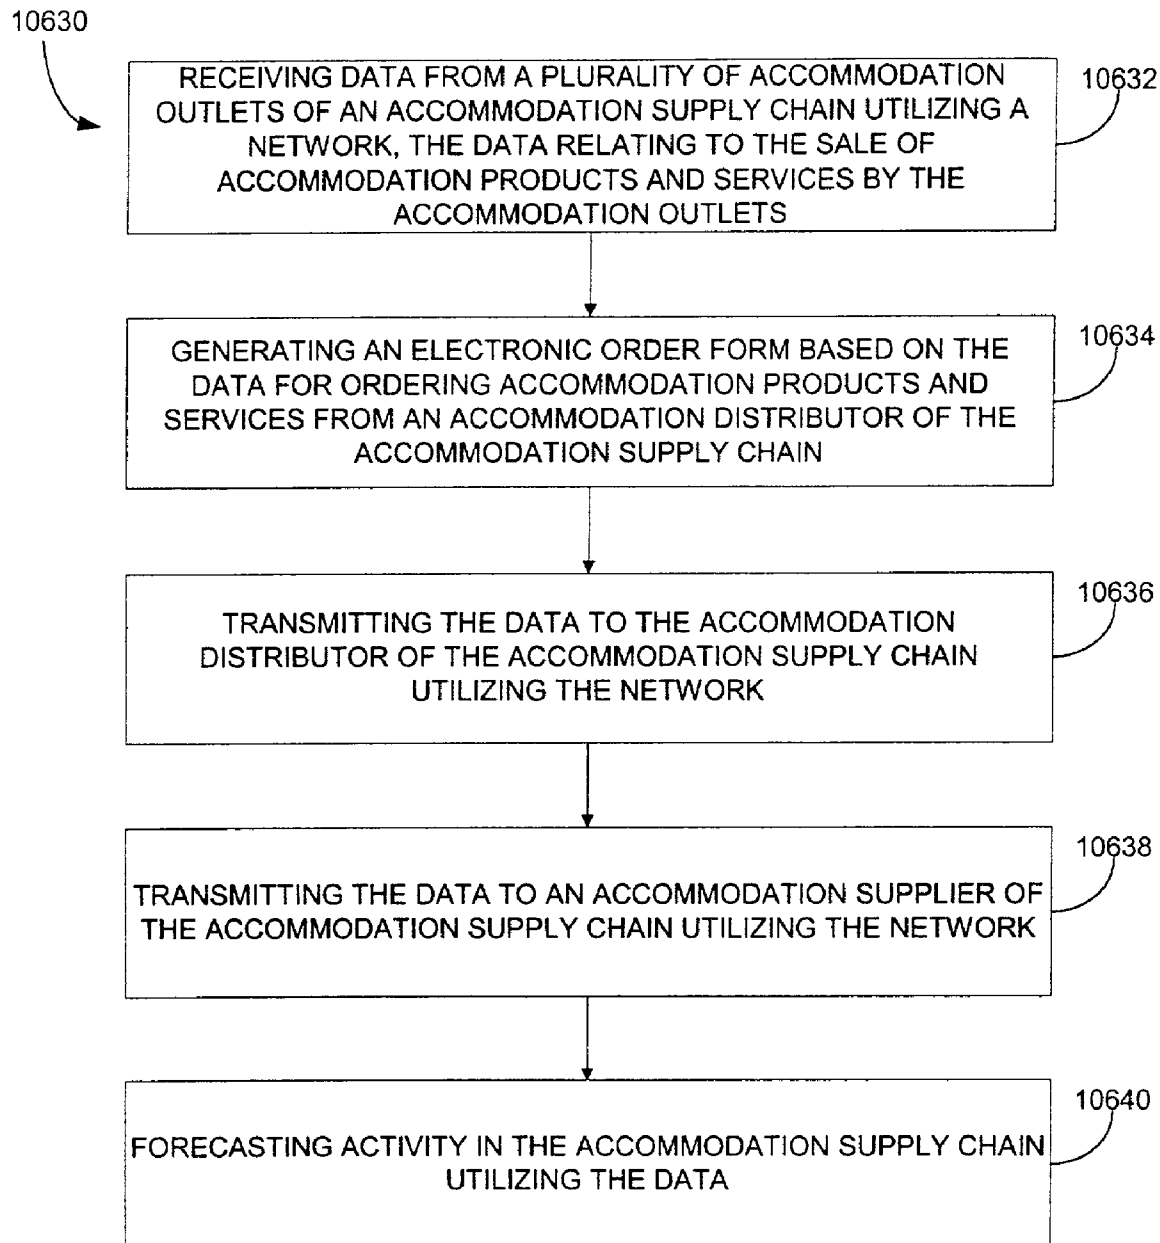 10630
RECEIVING DATA FROM A PLURALITY OF ACCOMMODATION
OUTLETS OF AN ACCOMMODATION SUPPLY CHAIN UTILIZING A
NETWORK, THE DATA RELATING TO THE SALE OF
ACCOMMODATION PRODUCTS AND SERVICES BY THE
ACCOMMODATION OUTLETS
10632
GENERATING AN ELECTRONIC ORDER FORM BASED ON THE
DATA FOR ORDERING ACCOMMODATION PRODUCTS AND
SERVICES FROM AN ACCOMMODATION DISTRIBUTOR OF THE
ACCOMMODATION SUPPLY CHAIN
10634
TRANSMITTING THE DATA TO THE ACCOMMODATION
DISTRIBUTOR OF THE ACCOMMODATION SUPPLY CHAIN
UTILIZING THE NETWORK
10636
TRANSMITTING THE DATA TO AN ACCOMMODATION SUPPLIER OF
THE ACCOMMODATION SUPPLY CHAIN UTILIZING THE NETWORK
10638
FORECASTING ACTIVITY IN THE ACCOMMODATION SUPPLY CHAIN
UTILIZING THE DATA
10640